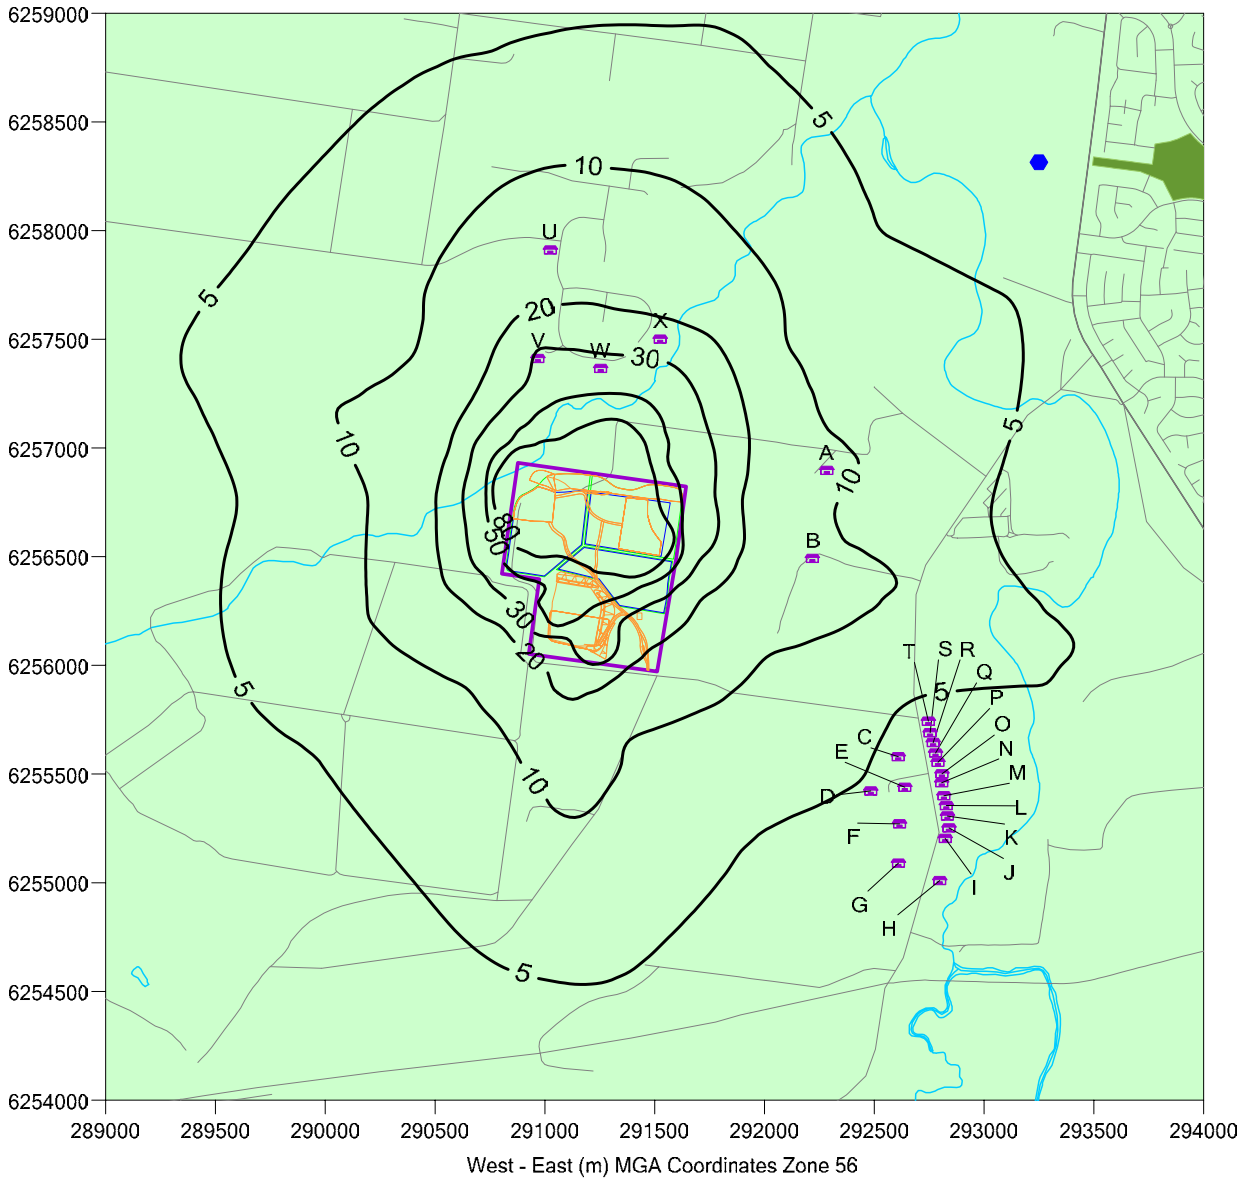 6259000
5
6258500
10
6258000
U
5
20
X
6257500
V
W
30
5
10
6257000
A
10
80
50
6256500
B
30
20
6256000
T
S
R
Q
5
5
P
O
C
N
E
6255500
10
M
D
L
F
K
J
6255000
I
G
H
5
6254500
6254000
289000 289500 290000 290500 291000 291500 292000 292500 293000 293500 294000
West - East (m) MGA Coordinates Zone 56